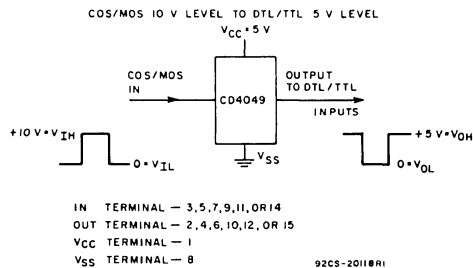 COS/MOS 10 V LEVEL TO DTL/TTL 5 V LEVEL
VCC = 5 V
COS/MOS
IN
CD4049
OUTPUT
TO DTL/TTL
INPUTS
VSS
+10 V = VIH
0 = VIL
+5 V = VOH
0 = VOL
IN TERMINAL — 3,5,7,9,11, OR 14
OUT TERMINAL — 2,4,6,10,12, OR 15
VCC TERMINAL — 1
VSS TERMINAL — 8
92CS-20118R1